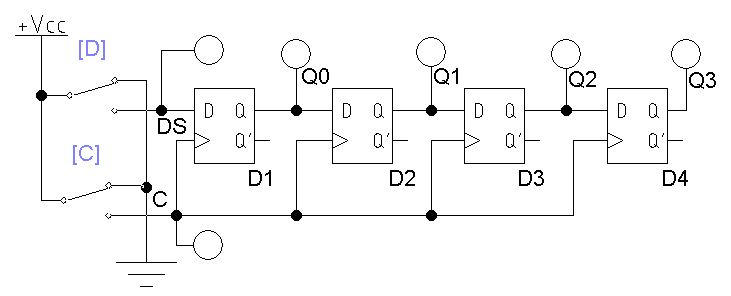 +Vcc
[D]
Q0
Q1
Q2
Q3
DS
D Q
Q'
D Q
Q'
D Q
Q'
D Q
Q'
[C]
D1
D2
D3
D4
C